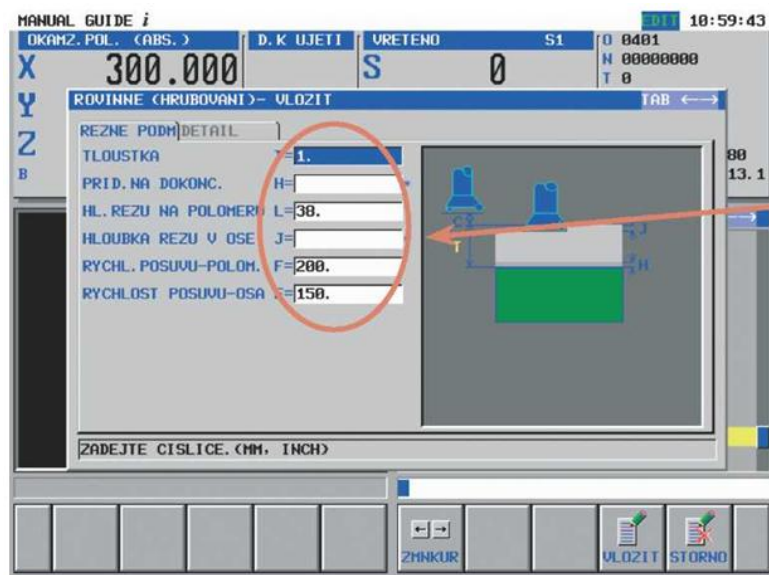 MANUAL GUIDE i EDIT 10:59:43
OKAMZ.POL. (ABS.) D.K UJETI VRETENO S1 O 0401
X 300.000 S 0 N 00000000
T 0
Y ROVINNE (HRUBOVANI)- VLOZIT TAB ←→
REZNE PODM DETAIL
Z TLOUSTKA T=1.
B PRID.NA DOKONC. H=
80
13.1
HL.REZU NA POLOMERU L=38.
HLOUBKA REZU V OSE J=
RYCHL.POSUVU-POLOM. F=200.
RYCHLOST POSUVU-OSA =150.
C J
T
H
ZADEJTE CISLICE.(MM, INCH)
←→
ZMNKUR VLOZIT STORNO